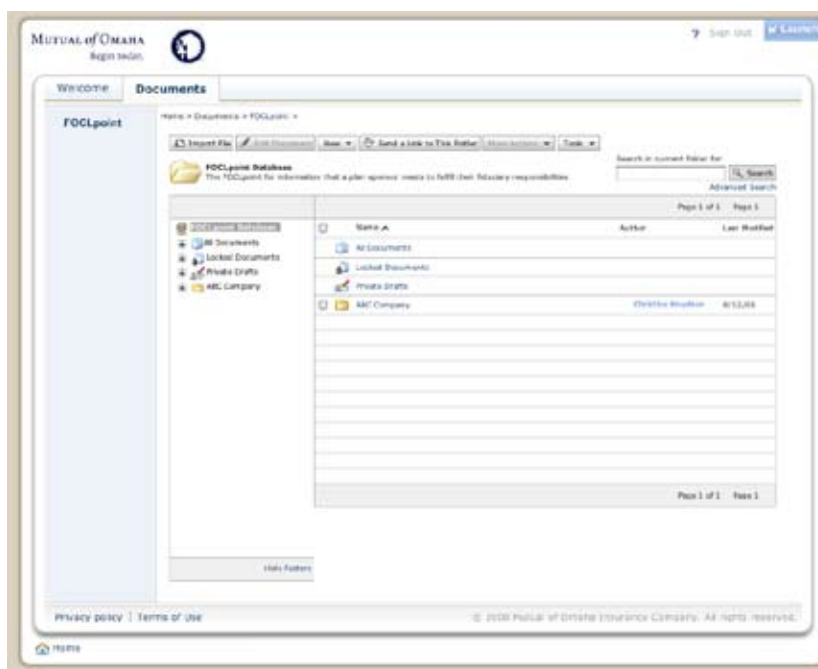 MUTUAL of OMAHA
Begin today.
? Sign Out
Welcome
Documents
FOCLpoint
Home > Documents > FOCLpoint >
Import File
Edit Document
New
Send a Link to This Folder
More Actions
Tools
FOCLpoint Database
The FOCLpoint for information that a plan sponsor needs to fulfill their fiduciary responsibilities
Search in current folder for
Search
Advanced Search
Page 1 of 1 Page 1
FOCLpoint Database
All Documents
Locked Documents
Private Drafts
ABC Company
Name
Author
Last Modified
All Documents
Locked Documents
Private Drafts
ABC Company
Page 1 of 1 Page 1
Hide Folders
Privacy policy | Terms of Use
© 2008 Mutual of Omaha Insurance Company. All rights reserved.
Home